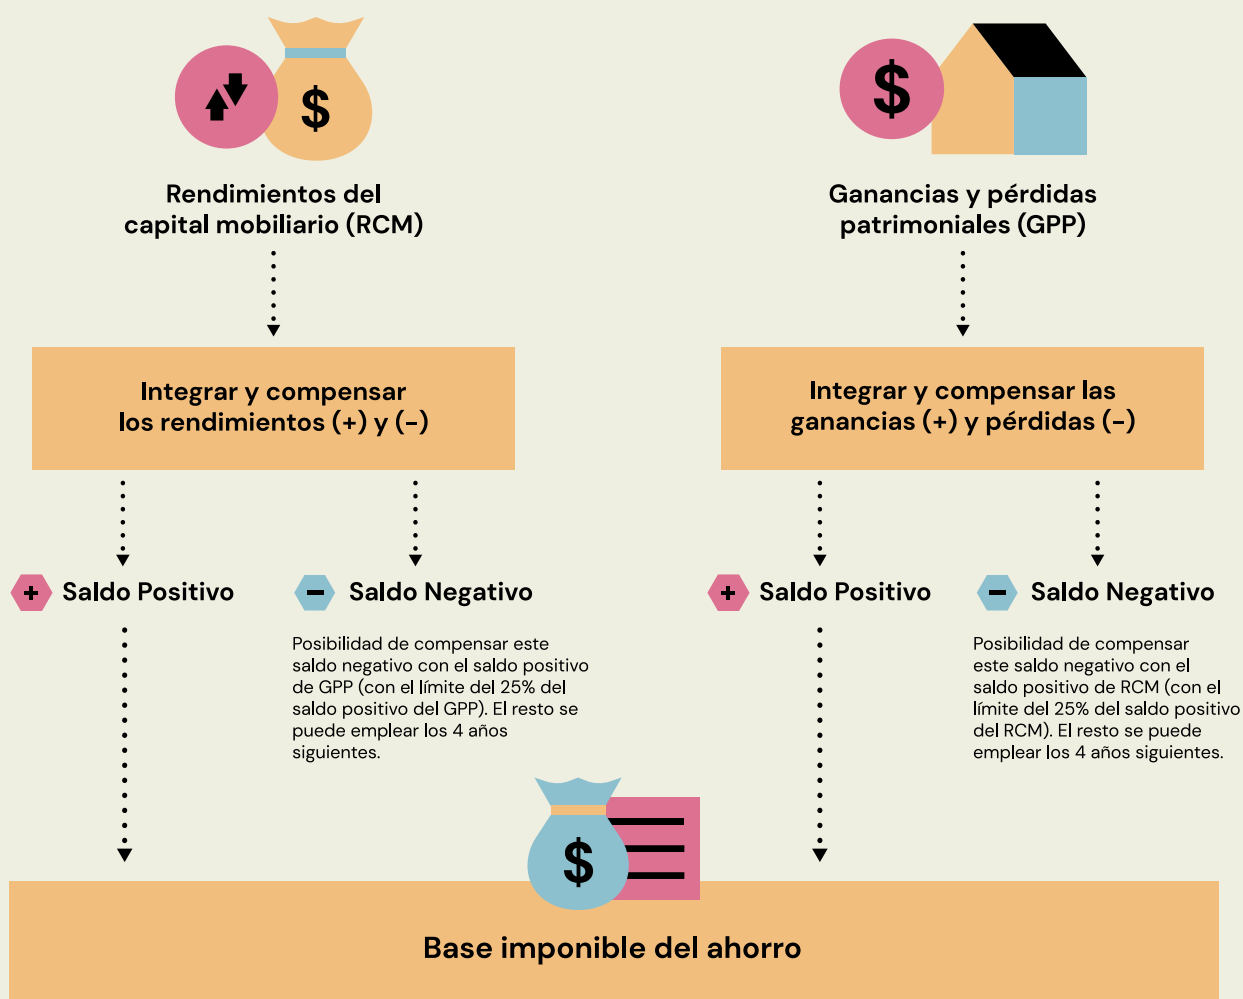 $
Rendimientos del
capital mobiliario (RCM)
Integrar y compensar
los rendimientos (+) y (-)
+ Saldo Positivo
- Saldo Negativo
Posibilidad de compensar este
saldo negativo con el saldo positivo
de GPP (con el límite del 25% del
saldo positivo del GPP). El resto se
puede emplear los 4 años
siguientes.
$
Ganancias y pérdidas
patrimoniales (GPP)
Integrar y compensar las
ganancias (+) y pérdidas (-)
+ Saldo Positivo
- Saldo Negativo
Posibilidad de compensar
este saldo negativo con el
saldo positivo de RCM (con el
límite del 25% del saldo positivo
del RCM). El resto se puede
emplear los 4 años siguientes.
$
Base imponible del ahorro